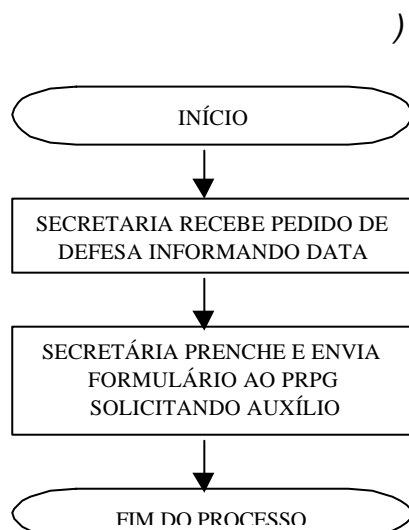 )
INÍCIO
SECRETARIA RECEBE PEDIDO DE
DEFESA INFORMANDO DATA
SECRETÁRIA PRENCHE E ENVIA
FORMULÁRIO AO PRPG
SOLICITANDO AUXÍLIO
FIM DO PROCESSO